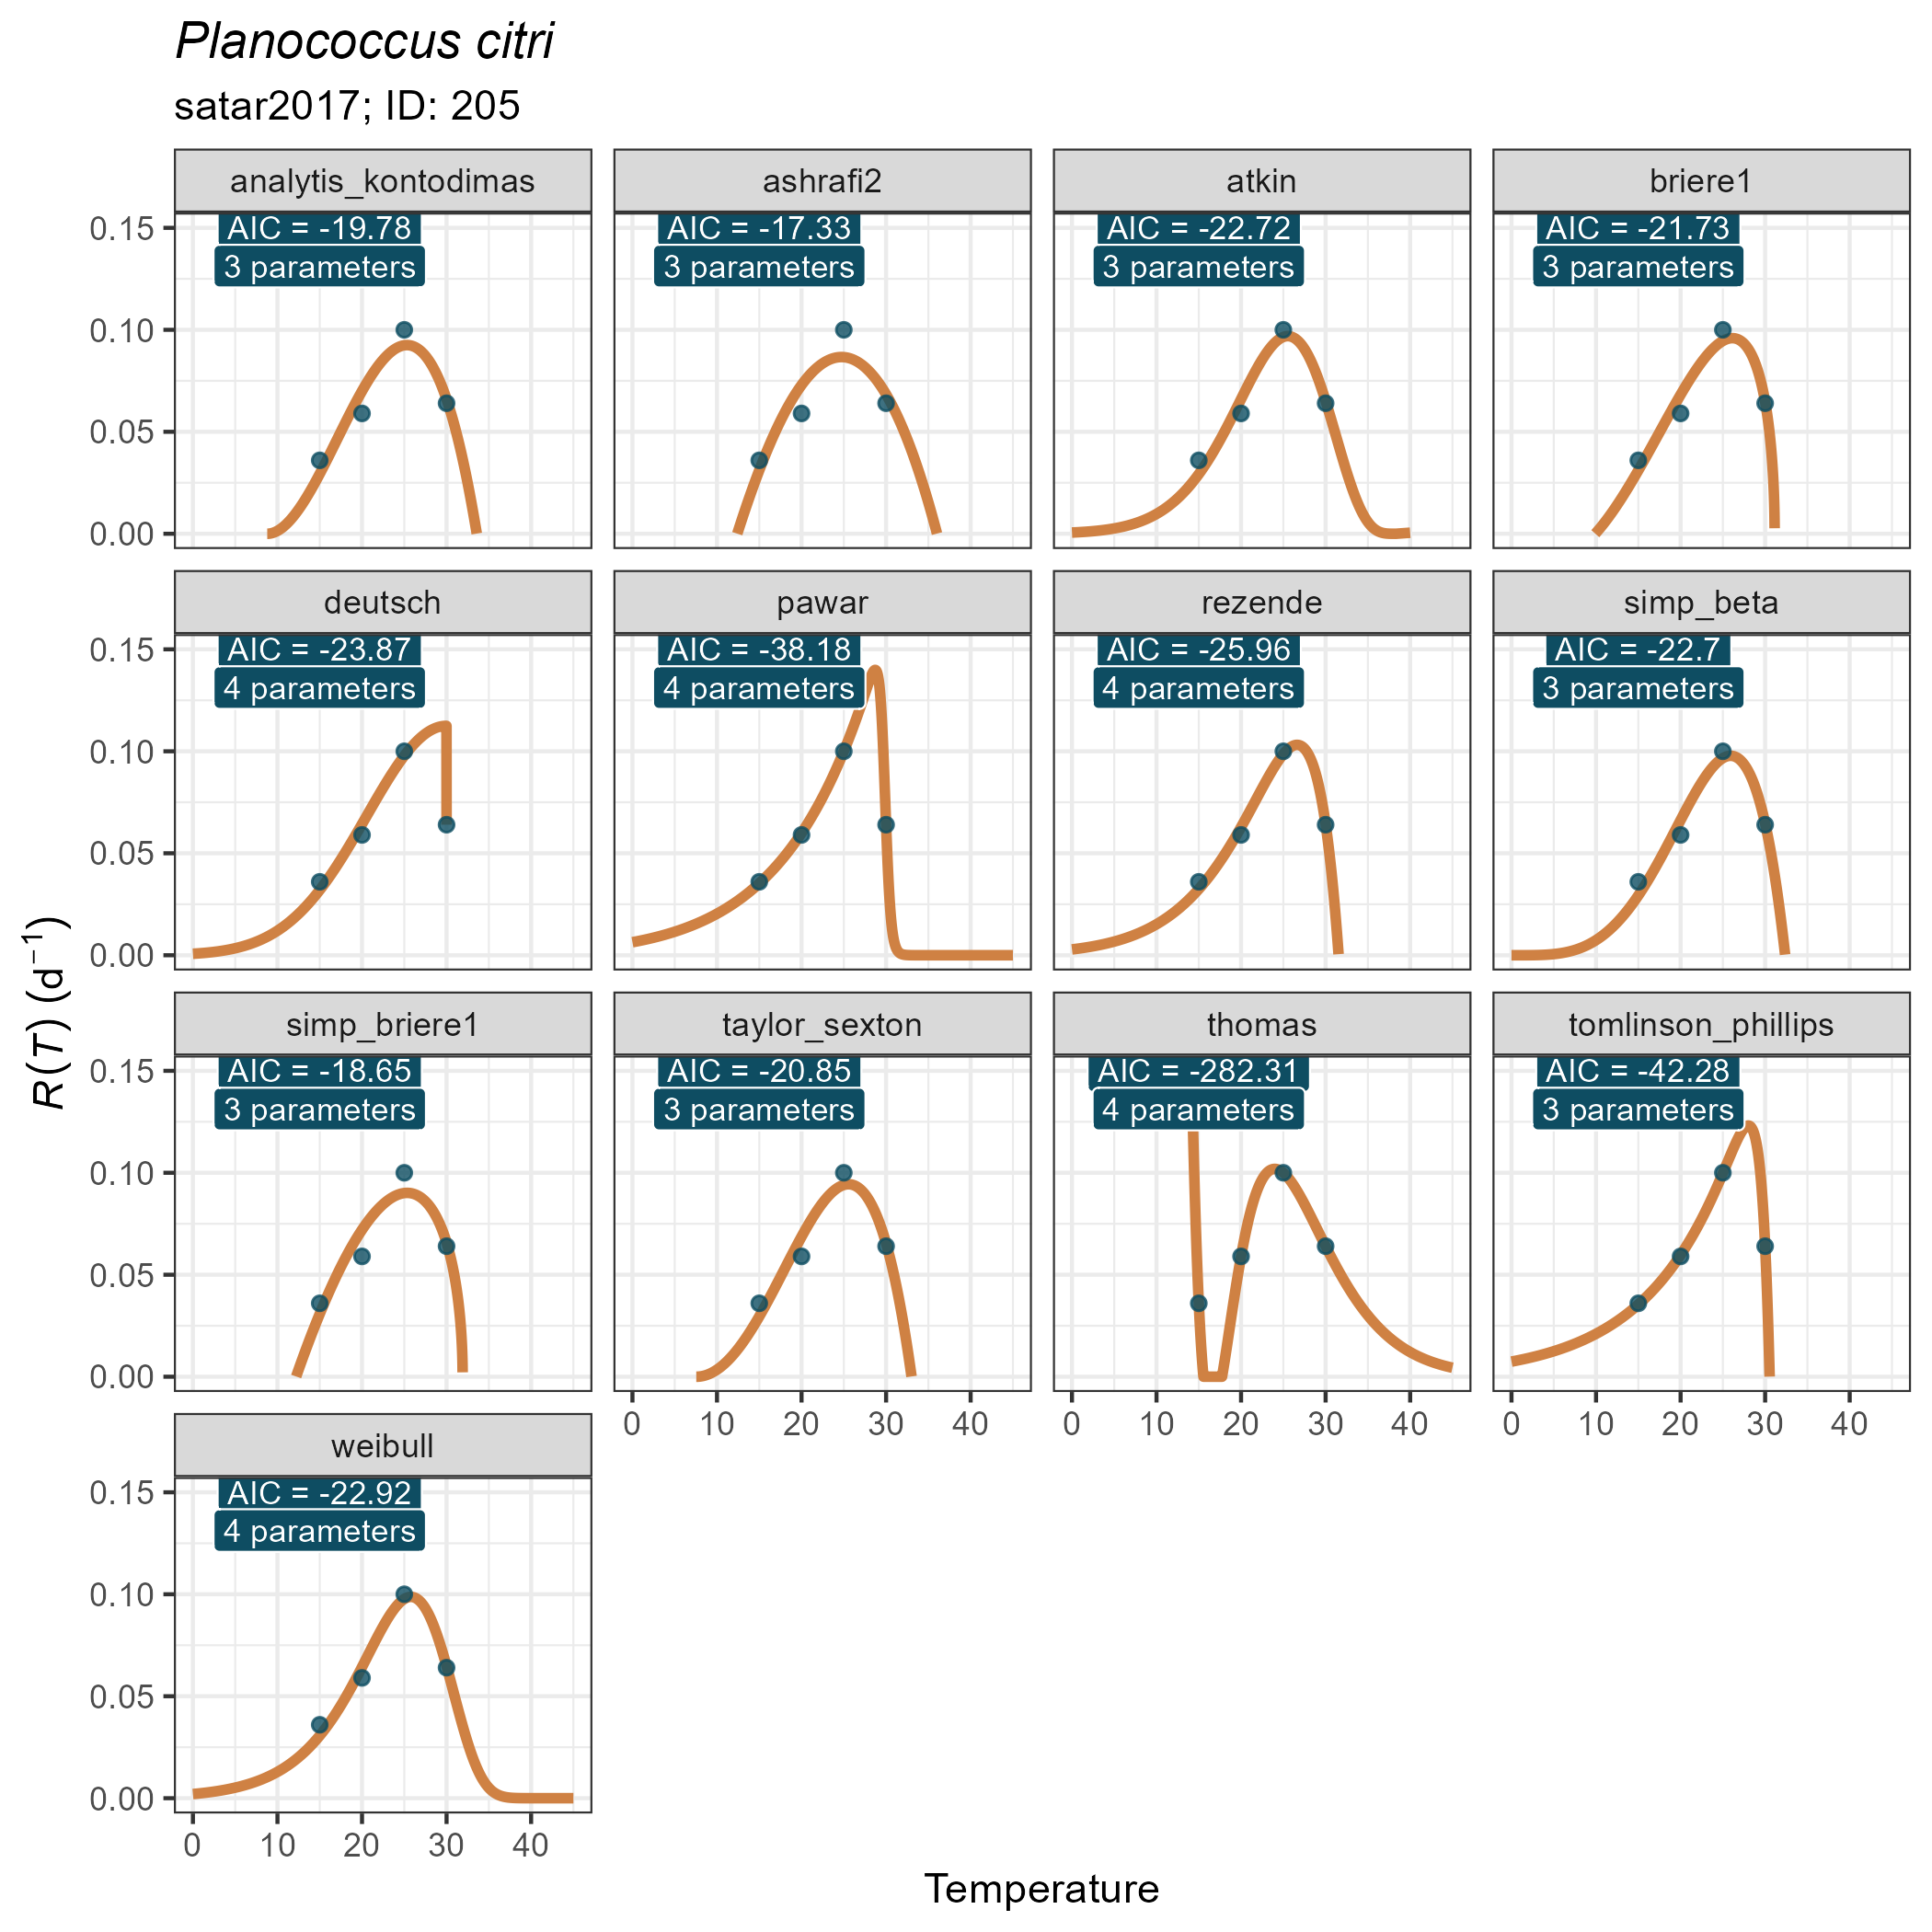 Planococcus citri
satar2017; ID: 205
analytis_kontodimas
ashrafi2
atkin
briere1
AIC = -19.78
3 parameters
AIC = -17.33
3 parameters
AIC = -22.72
3 parameters
AIC = -21.73
3 parameters
0.15
0.10
0.05
0.00
deutsch
pawar
rezende
simp_beta
AIC = -23.87
4 parameters
AIC = -38.18
4 parameters
AIC = -25.96
4 parameters
AIC = -22.7
3 parameters
0.15
0.10
0.05
0.00
simp_briere1
taylor_sexton
thomas
tomlinson_phillips
AIC = -18.65
3 parameters
AIC = -20.85
3 parameters
AIC = -282.31
4 parameters
AIC = -42.28
3 parameters
0.15
0.10
0.05
0.00
0 10 20 30 40
0 10 20 30 40
0 10 20 30 40
weibull
AIC = -22.92
4 parameters
0.15
0.10
0.05
0.00
0 10 20 30 40
R(T) (d⁻¹)
Temperature